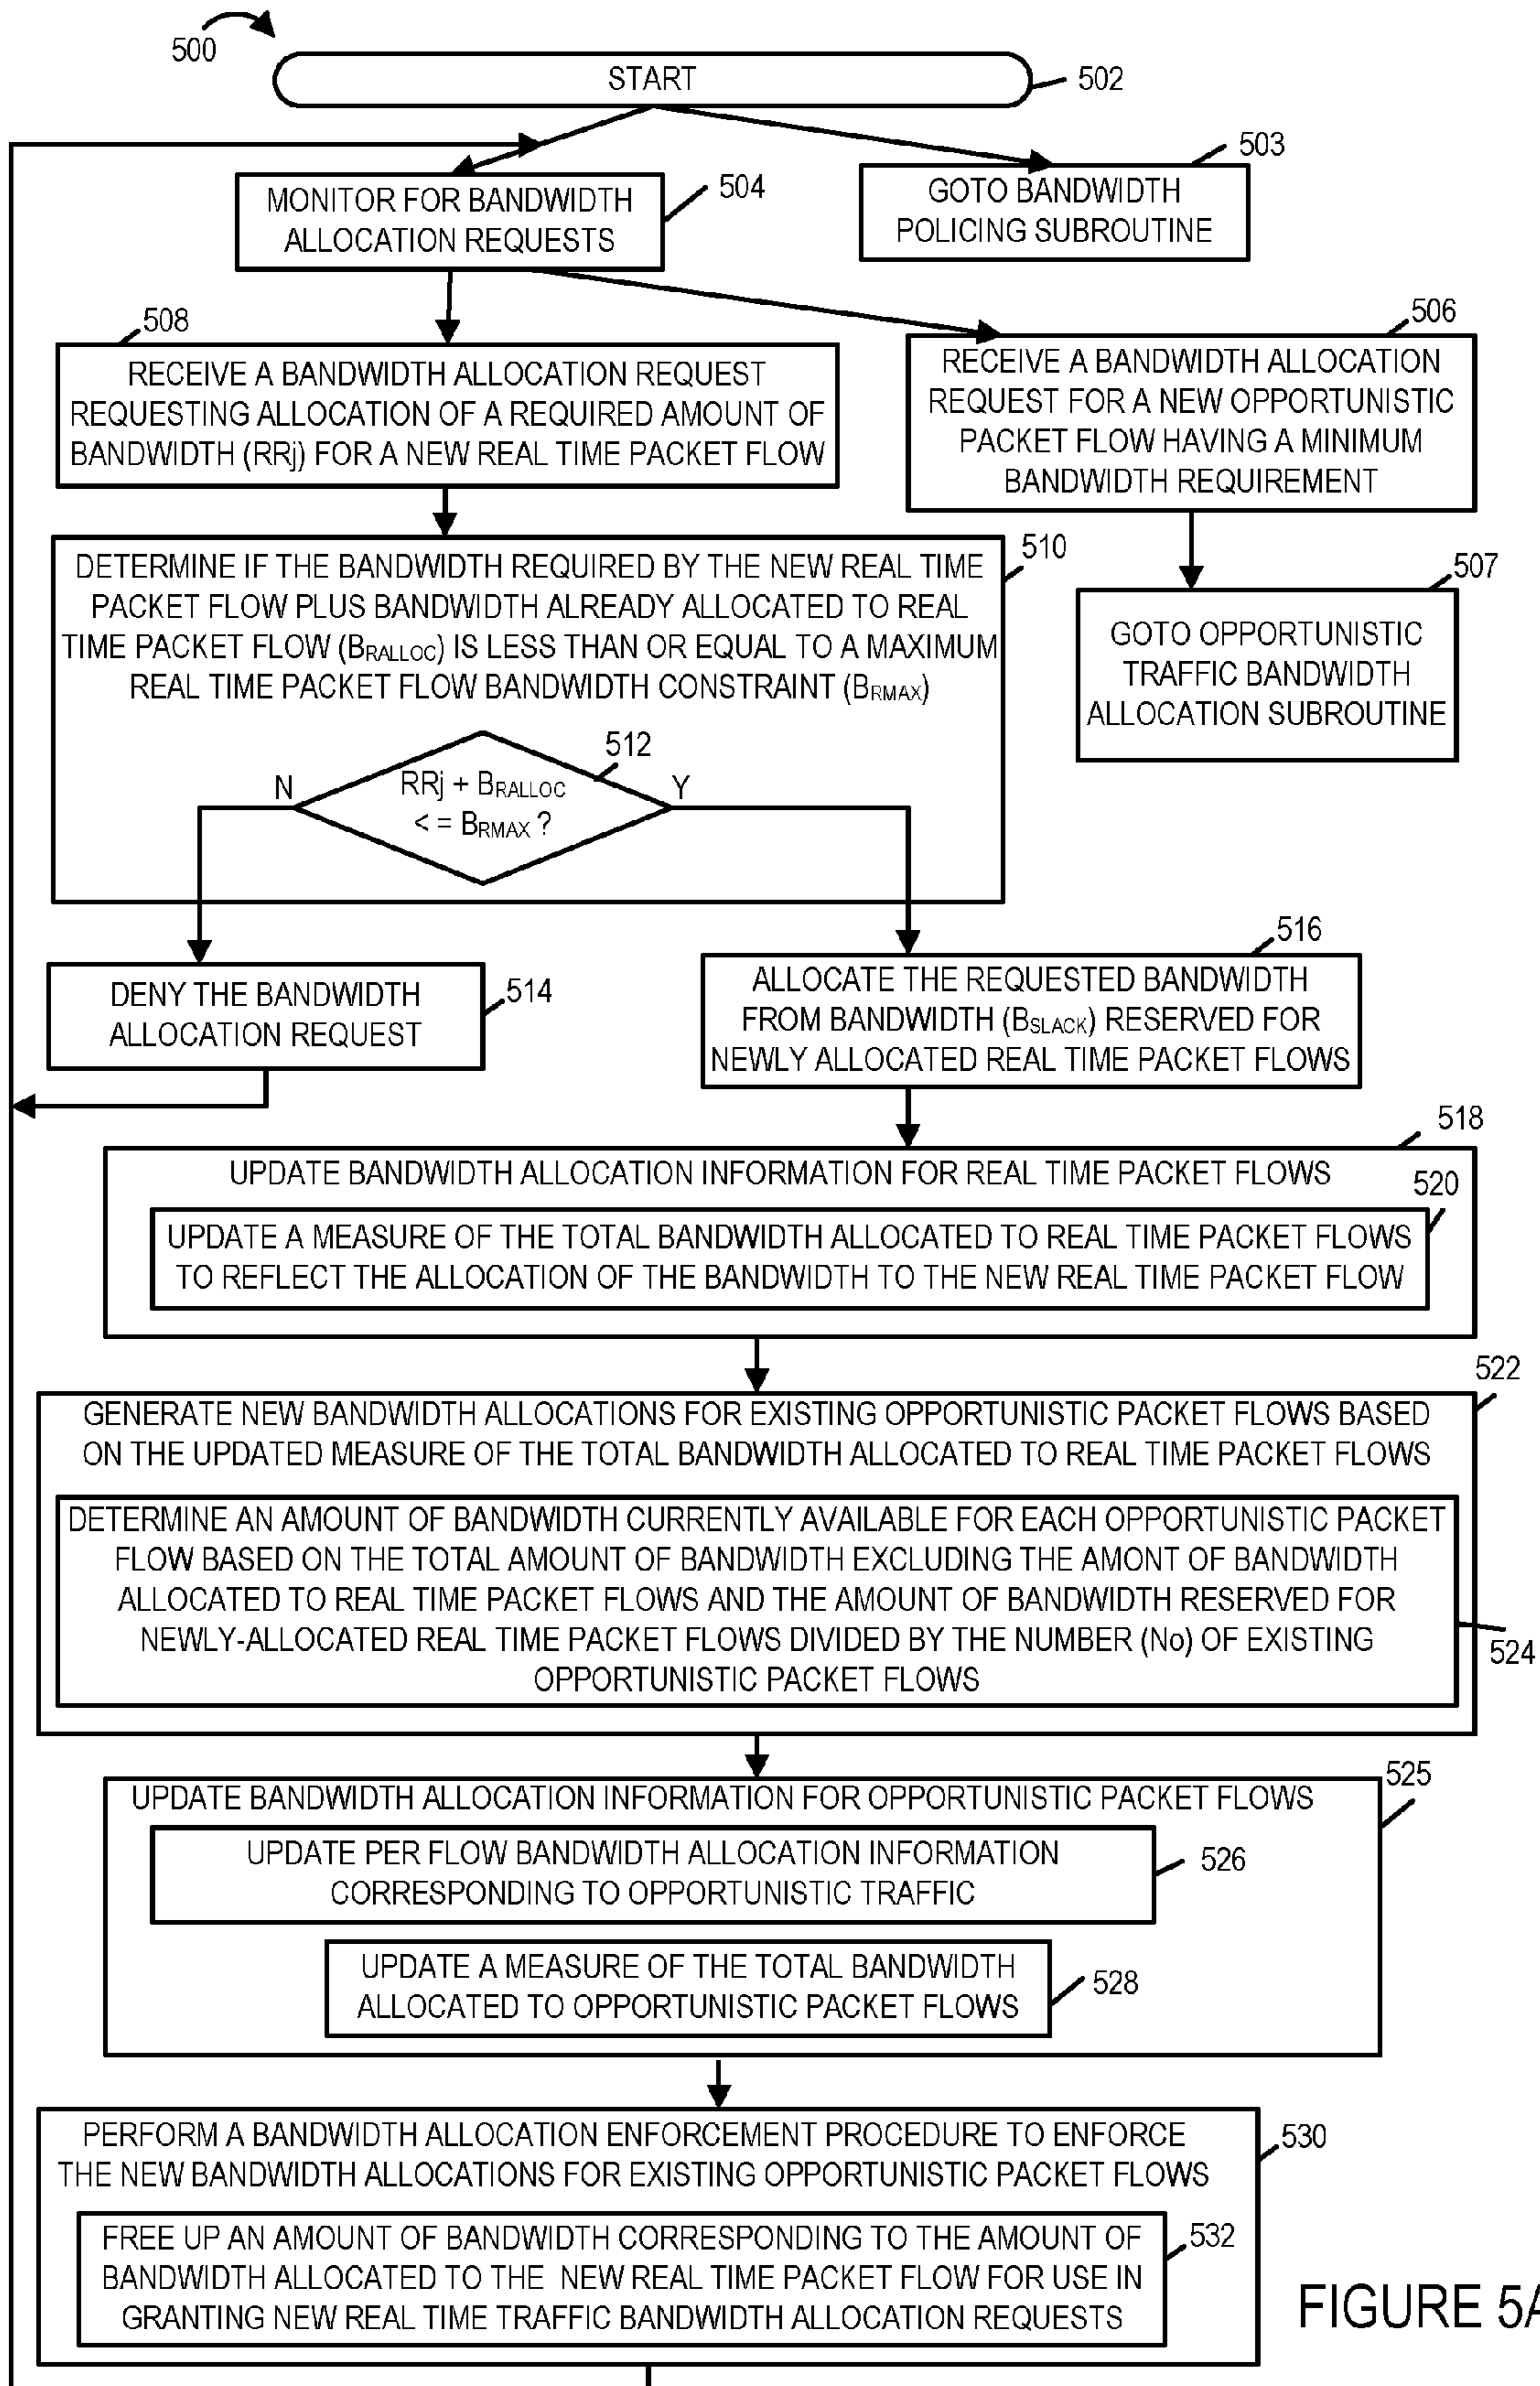 500
START
502
503
GOTO BANDWIDTH
POLICING SUBROUTINE
504
MONITOR FOR BANDWIDTH
ALLOCATION REQUESTS
508
RECEIVE A BANDWIDTH ALLOCATION REQUEST
REQUESTING ALLOCATION OF A REQUIRED AMOUNT OF
BANDWIDTH (RRj) FOR A NEW REAL TIME PACKET FLOW
506
RECEIVE A BANDWIDTH ALLOCATION
REQUEST FOR A NEW OPPORTUNISTIC
PACKET FLOW HAVING A MINIMUM
BANDWIDTH REQUIREMENT
510
DETERMINE IF THE BANDWIDTH REQUIRED BY THE NEW REAL TIME
PACKET FLOW PLUS BANDWIDTH ALREADY ALLOCATED TO REAL
TIME PACKET FLOW (BRALLOC) IS LESS THAN OR EQUAL TO A MAXIMUM
REAL TIME PACKET FLOW BANDWIDTH CONSTRAINT (BRMAX)
507
GOTO OPPORTUNISTIC
TRAFFIC BANDWIDTH
ALLOCATION SUBROUTINE
512
N
RRj + BRALLOC
< = BRMAX ?
Y
514
DENY THE BANDWIDTH
ALLOCATION REQUEST
516
ALLOCATE THE REQUESTED BANDWIDTH
FROM BANDWIDTH (BSLACK) RESERVED FOR
NEWLY ALLOCATED REAL TIME PACKET FLOWS
518
UPDATE BANDWIDTH ALLOCATION INFORMATION FOR REAL TIME PACKET FLOWS
520
UPDATE A MEASURE OF THE TOTAL BANDWIDTH ALLOCATED TO REAL TIME PACKET FLOWS
TO REFLECT THE ALLOCATION OF THE BANDWIDTH TO THE NEW REAL TIME PACKET FLOW
522
GENERATE NEW BANDWIDTH ALLOCATIONS FOR EXISTING OPPORTUNISTIC PACKET FLOWS BASED
ON THE UPDATED MEASURE OF THE TOTAL BANDWIDTH ALLOCATED TO REAL TIME PACKET FLOWS
DETERMINE AN AMOUNT OF BANDWIDTH CURRENTLY AVAILABLE FOR EACH OPPORTUNISTIC PACKET
FLOW BASED ON THE TOTAL AMOUNT OF BANDWIDTH EXCLUDING THE AMONT OF BANDWIDTH
ALLOCATED TO REAL TIME PACKET FLOWS AND THE AMOUNT OF BANDWIDTH RESERVED FOR
NEWLY-ALLOCATED REAL TIME PACKET FLOWS DIVIDED BY THE NUMBER (No) OF EXISTING
OPPORTUNISTIC PACKET FLOWS
524
525
UPDATE BANDWIDTH ALLOCATION INFORMATION FOR OPPORTUNISTIC PACKET FLOWS
UPDATE PER FLOW BANDWIDTH ALLOCATION INFORMATION
CORRESPONDING TO OPPORTUNISTIC TRAFFIC
526
UPDATE A MEASURE OF THE TOTAL BANDWIDTH
ALLOCATED TO OPPORTUNISTIC PACKET FLOWS
528
PERFORM A BANDWIDTH ALLOCATION ENFORCEMENT PROCEDURE TO ENFORCE
THE NEW BANDWIDTH ALLOCATIONS FOR EXISTING OPPORTUNISTIC PACKET FLOWS
530
FREE UP AN AMOUNT OF BANDWIDTH CORRESPONDING TO THE AMOUNT OF
BANDWIDTH ALLOCATED TO THE NEW REAL TIME PACKET FLOW FOR USE IN
GRANTING NEW REAL TIME TRAFFIC BANDWIDTH ALLOCATION REQUESTS
532
FIGURE 5A